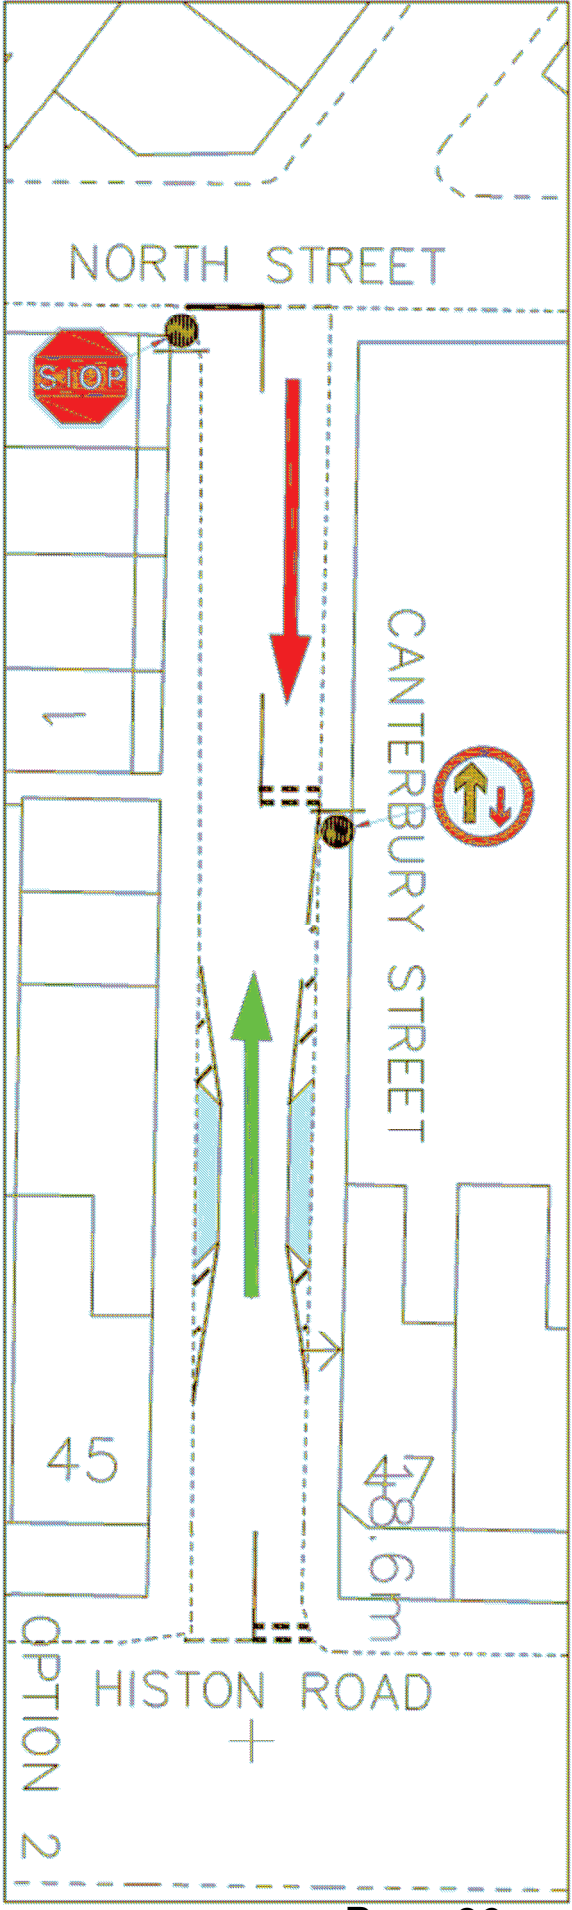 NORTH STREET
STOP
1
CANTERBURY STREET
45
47
8.6m
HISTON ROAD
OPTION 2